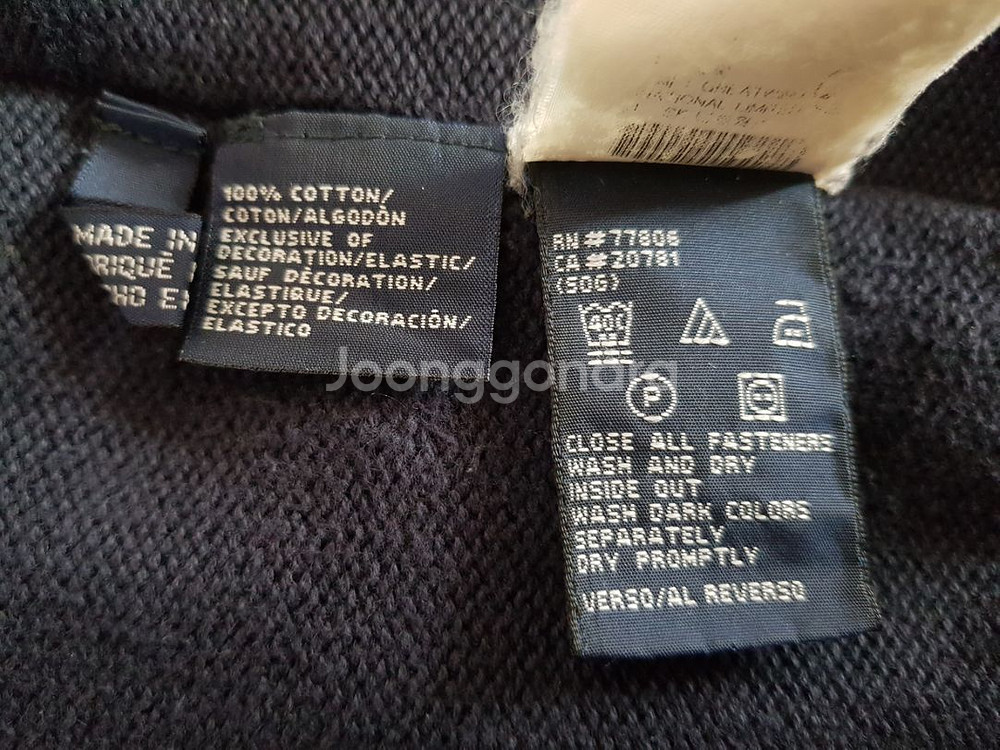 MADE IN
100% COTTON/
COTON/ALGODÓN
EXCLUSIVE OF
DECORATION/ELASTIC/
SAUF DÉCORATION/
ELASTIQUE/
EXCEPTO DECORACIÓN/
ELASTICO
RN #77806
CA #20781
(SOG)
40
P
CLOSE ALL FASTENERS
WASH AND DRY
INSIDE OUT
WASH DARK COLORS
SEPARATELY
DRY PROMPTLY
VERSO/AL REVERSO
Joonggonara